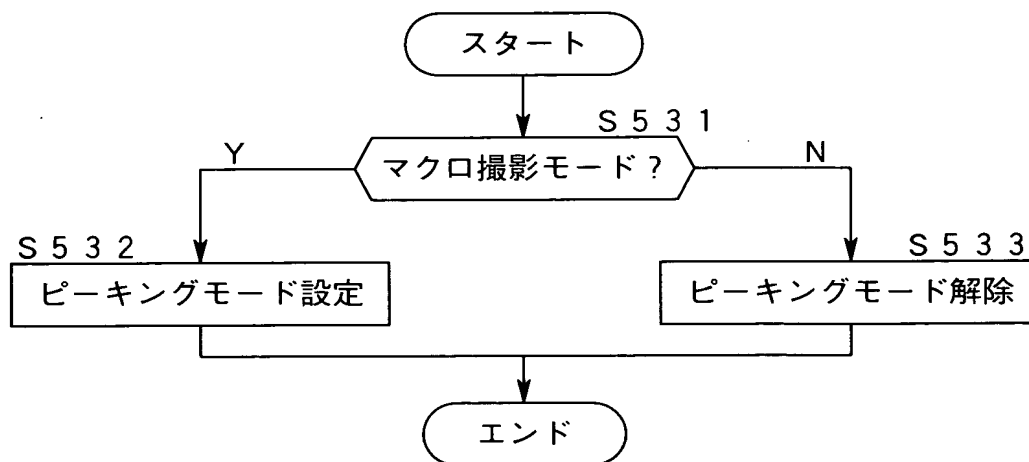 スタート
S531
マクロ撮影モード?
Y
N
S532
S533
ピーキングモード設定
ピーキングモード解除
エンド